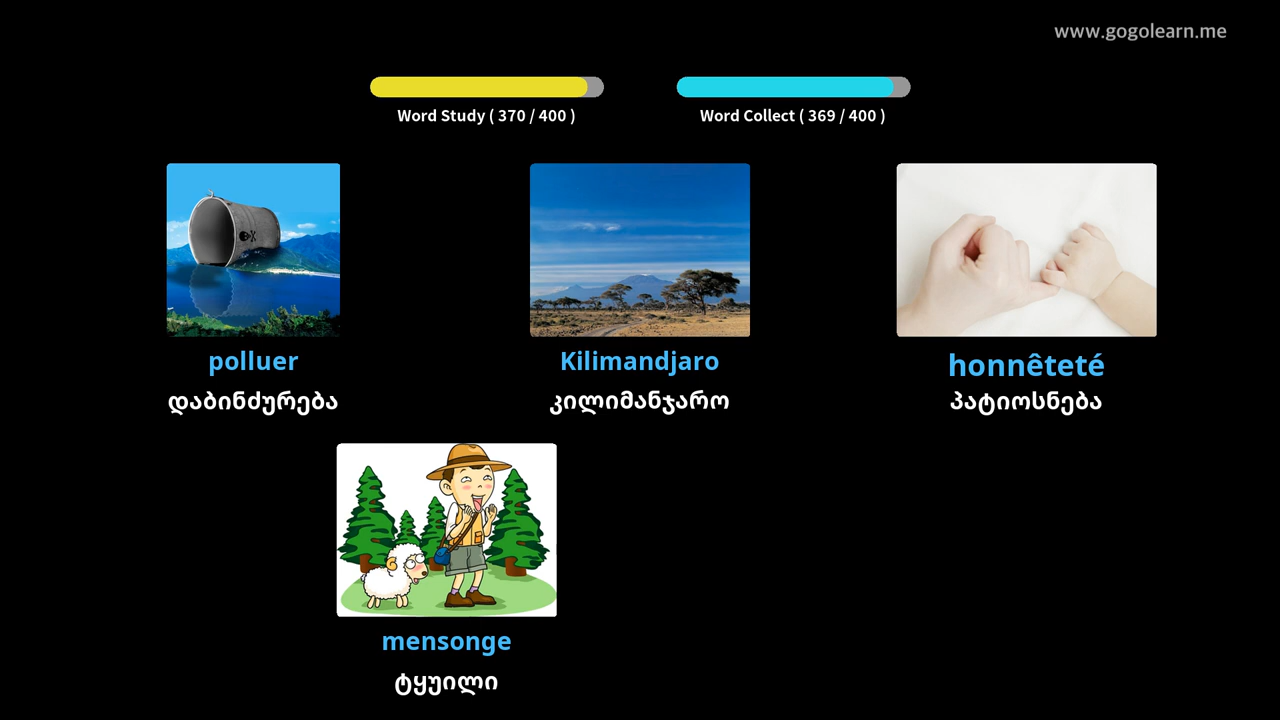 www.gogolearn.me
Word Study ( 370 / 400 )
Word Collect ( 369 / 400 )
polluer
დაბინძურება
Kilimandjaro
კილიმანჯარო
honnêteté
პატიოსნება
mensonge
ტყუილი